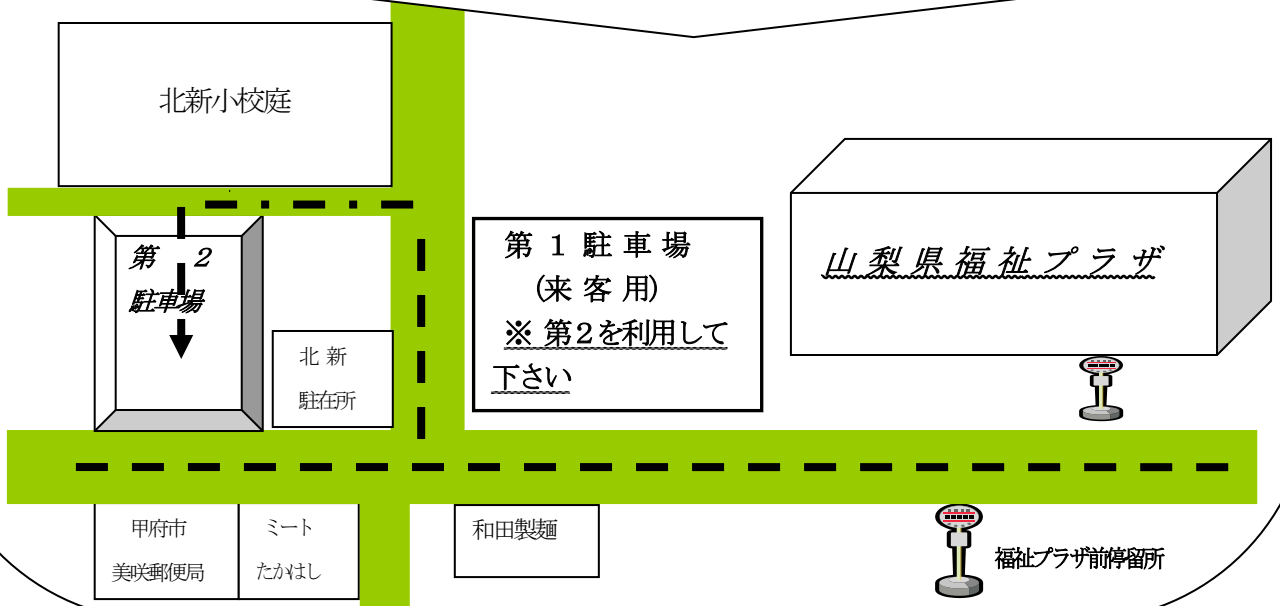 北新小校庭
第 2
駐車場
北 新
駐在所
第 1 駐 車 場
(来 客 用)
※ 第2を利用して
下さい
山 梨 県 福 祉 プ ラ ザ
甲府市
美咲郵便局
ミート
たかはし
和田製麺
福祉プラザ前停留所